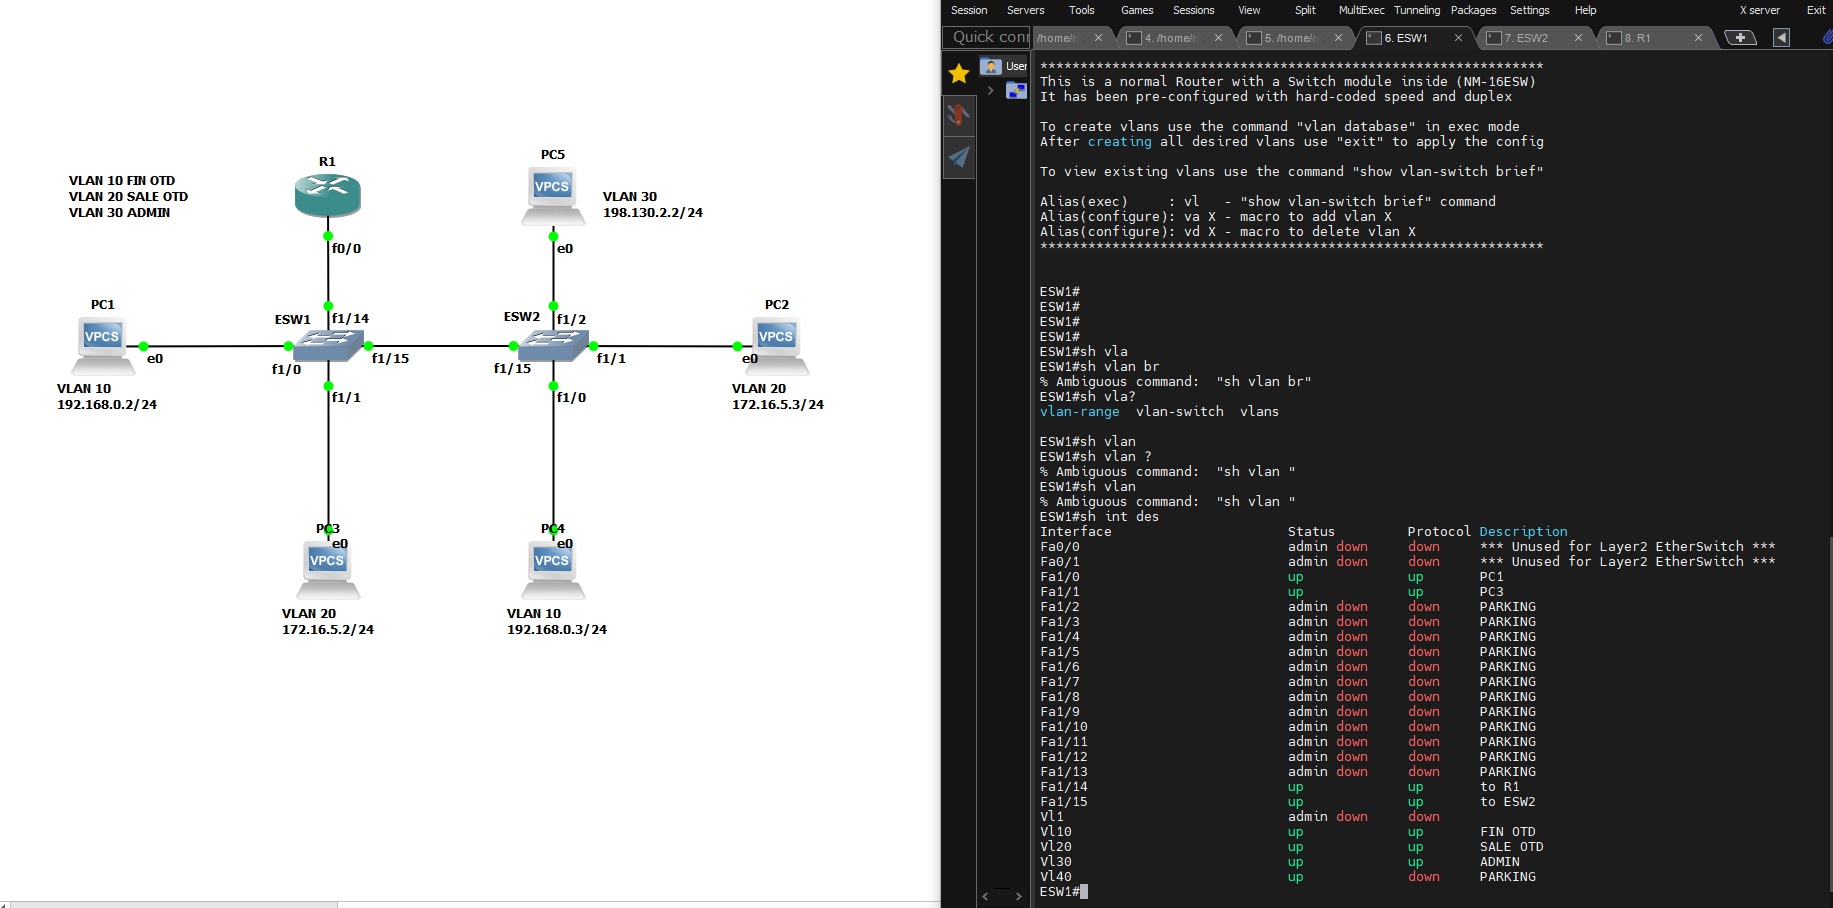 VLAN 10 FIN OTD
VLAN 20 SALE OTD
VLAN 30 ADMIN
R1
f0/0
PC5
VPCS
VLAN 30
198.130.2.2/24
e0
PC1
VPCS
e0
VLAN 10
192.168.0.2/24
ESW1
f1/14
f1/0
f1/15
f1/1
ESW2
f1/2
f1/15
f1/1
f1/0
PC2
VPCS
e0
VLAN 20
172.16.5.3/24
PC3
e0
VPCS
VLAN 20
172.16.5.2/24
PC4
e0
VPCS
VLAN 10
192.168.0.3/24
Session Servers Tools Games Sessions View Split MultiExec Tunneling Packages Settings Help X server Exit
Quick conn
/home/m 4. /home/m 5. /home/m 6. ESW1 7. ESW2 8. R1
User
***************************************************************
This is a normal Router with a Switch module inside (NM-16ESW)
It has been pre-configured with hard-coded speed and duplex
To create vlans use the command "vlan database" in exec mode
After creating all desired vlans use "exit" to apply the config
To view existing vlans use the command "show vlan-switch brief"
Alias(exec)     : vl   - "show vlan-switch brief" command
Alias(configure): va X - macro to add vlan X
Alias(configure): vd X - macro to delete vlan X
***************************************************************
ESW1#
ESW1#
ESW1#
ESW1#
ESW1#sh vla
ESW1#sh vlan br
% Ambiguous command:  "sh vlan br"
ESW1#sh vla?
vlan-range  vlan-switch  vlans
ESW1#sh vlan
ESW1#sh vlan ?
% Ambiguous command:  "sh vlan "
ESW1#sh vlan
% Ambiguous command:  "sh vlan "
ESW1#sh int des
Interface Status Protocol Description
Fa0/0 admin down down *** Unused for Layer2 EtherSwitch ***
Fa0/1 admin down down *** Unused for Layer2 EtherSwitch ***
Fa1/0 up up PC1
Fa1/1 up up PC3
Fa1/2 admin down down PARKING
Fa1/3 admin down down PARKING
Fa1/4 admin down down PARKING
Fa1/5 admin down down PARKING
Fa1/6 admin down down PARKING
Fa1/7 admin down down PARKING
Fa1/8 admin down down PARKING
Fa1/9 admin down down PARKING
Fa1/10 admin down down PARKING
Fa1/11 admin down down PARKING
Fa1/12 admin down down PARKING
Fa1/13 admin down down PARKING
Fa1/14 up up to R1
Fa1/15 up up to ESW2
Vl1 admin down down
Vl10 up up FIN OTD
Vl20 up up SALE OTD
Vl30 up up ADMIN
Vl40 up down PARKING
ESW1#